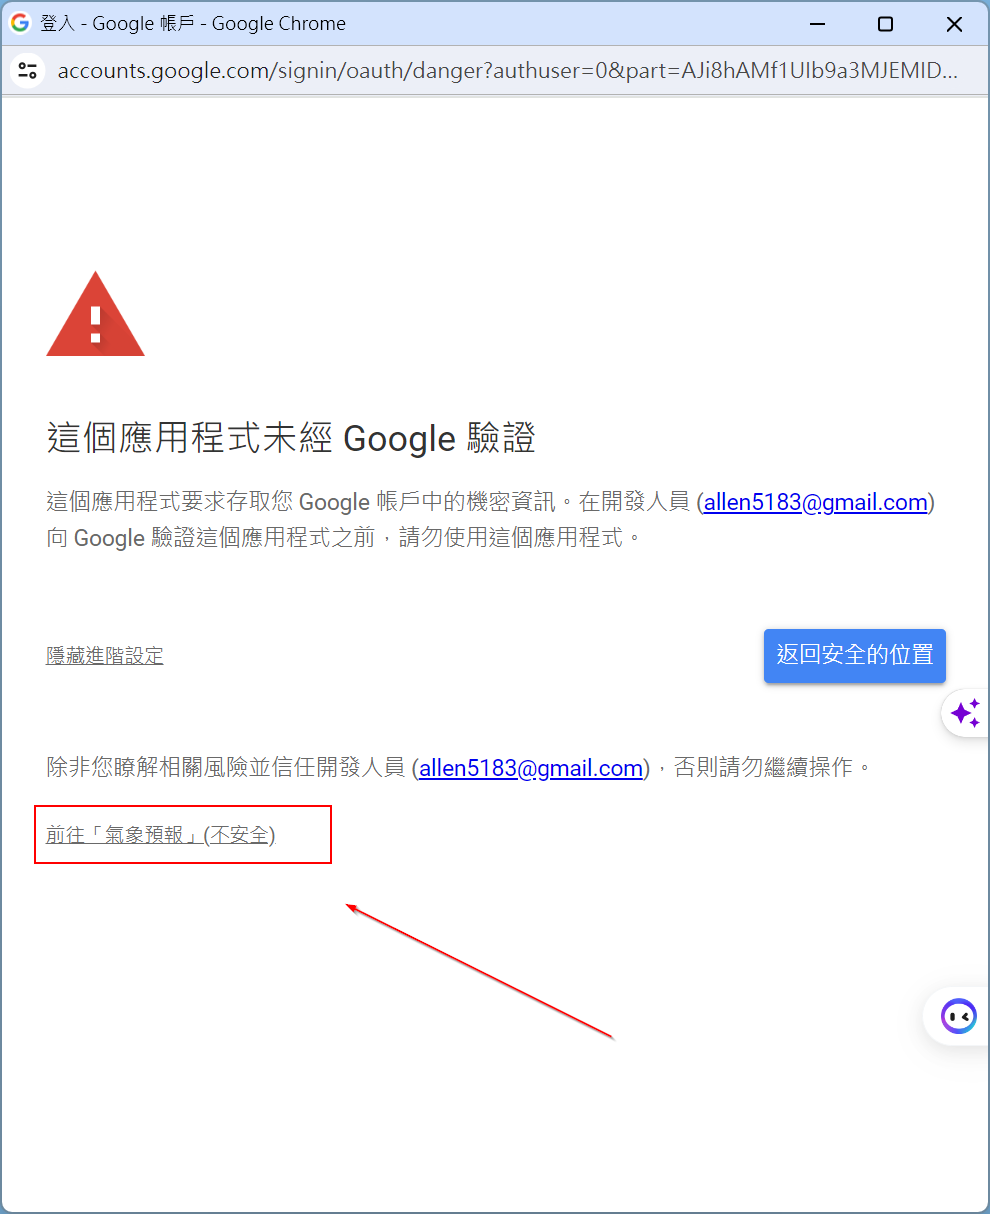 登入 - Google 帳戶 - Google Chrome
accounts.google.com/signin/oauth/danger?authuser=0&part=AJi8hAMf1UIb9a3MJEMID...
這個應用程式未經 Google 驗證
這個應用程式要求存取您 Google 帳戶中的機密資訊。在開發人員 (allen5183@gmail.com)
向 Google 驗證這個應用程式之前，請勿使用這個應用程式。
隱藏進階設定
返回安全的位置
除非您瞭解相關風險並信任開發人員 (allen5183@gmail.com)，否則請勿繼續操作。
前往「氣象預報」(不安全)